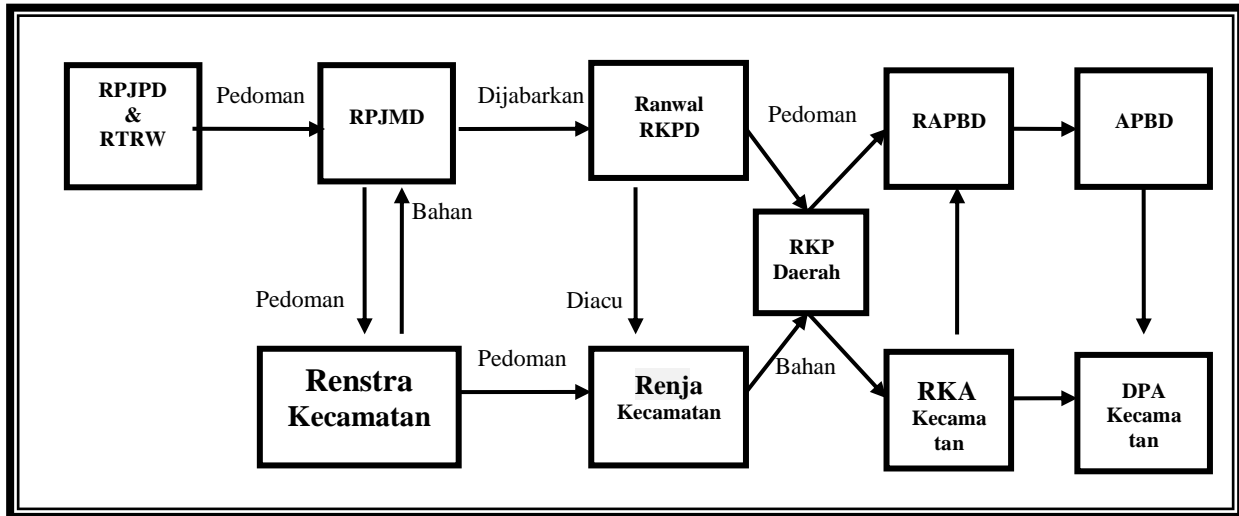 RPJPD
&
RTRW
Pedoman
RPJMD
Dijabarkan
Ranwal
RKPD
Pedoman
RAPBD
APBD
Bahan
RKP
Daerah
Pedoman
Diacu
Renstra
Kecamatan
Pedoman
Renja
Kecamatan
Bahan
RKA
Kecama
tan
DPA
Kecama
tan